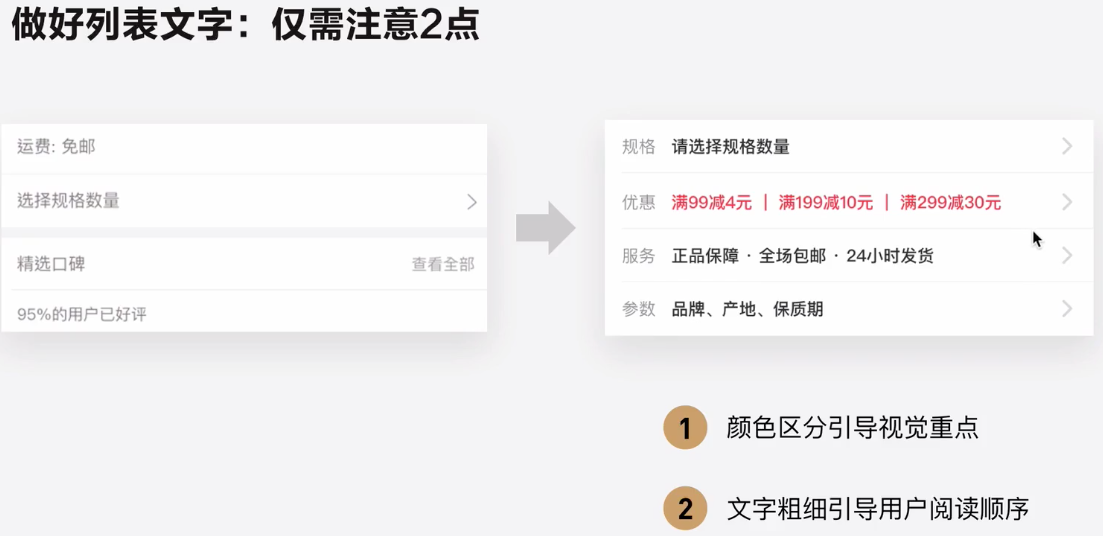 做好列表文字：仅需注意2点
运费: 免邮
选择规格数量
精选口碑 查看全部
95%的用户已好评
规格 请选择规格数量
优惠 满99减4元 | 满199减10元 | 满299减30元
服务 正品保障 · 全场包邮 · 24小时发货
参数 品牌、产地、保质期
1 颜色区分引导视觉重点
2 文字粗细引导用户阅读顺序